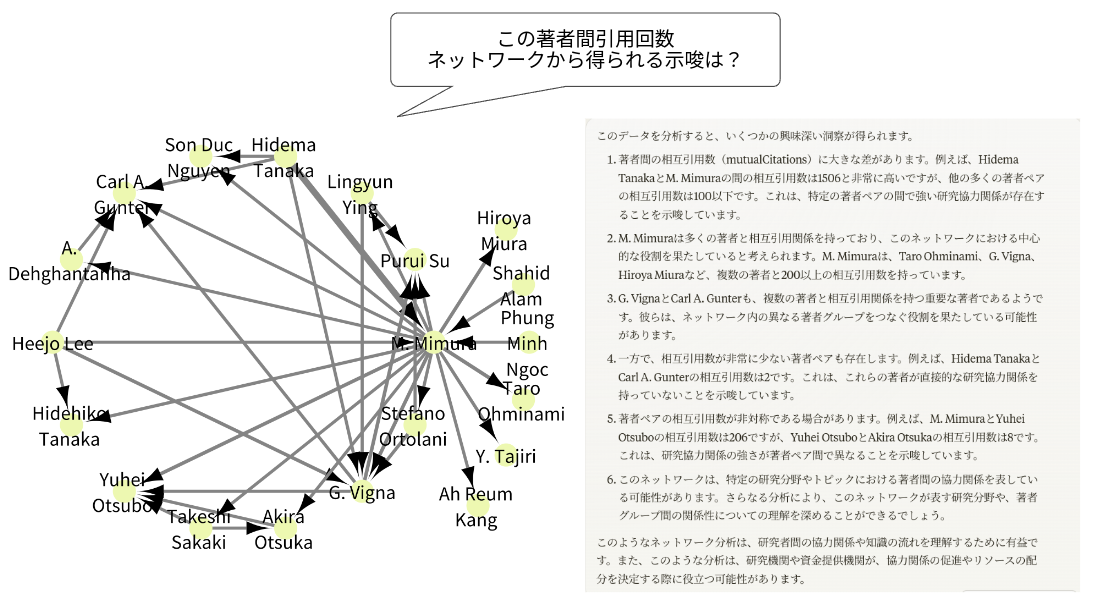 この著者間引用回数
ネットワークから得られる示唆は？
Son Duc
Nguyen
Hidema
Tanaka
Carl A.
Gunter
Lingyun
Ying
A.
Dehghantanha
Purui Su
Hiroya
Miura
Shahid
Alam
Phung
Minh
Ngoc
Heejo Lee
M. Mimura
Taro
Ohminami
Hidehiko
Tanaka
Stefano
Ortolani
Y. Tajiri
Yuhei
Otsubo
G. Vigna
Ah Reum
Kang
Takeshi
Sakaki
Akira
Otsuka
このデータを分析すると、いくつかの興味深い洞察が得られます。
1. 著者間の相互引用数（mutualCitations）に大きな差があります。例えば、Hidema
TanakaとM. Mimuraの間の相互引用数は1506と非常に高いですが、他の多くの著者ペア
の相互引用数は100以下です。これは、特定の著者ペアの間で強い研究協力関係が存在す
ることを示唆しています。
2. M. Mimuraは多くの著者と相互引用関係を持っており、このネットワークにおける中心
的な役割を果たしていると考えられます。M. Mimuraは、Taro Ohminami、G. Vigna、
Hiroya Miuraなど、複数の著者と200以上の相互引用数を持っています。
3. G. VignaとCarl A. Gunterも、複数の著者と相互引用関係を持つ重要な著者であるようで
す。彼らは、ネットワーク内の異なる著者グループをつなぐ役割を果たしている可能性
があります。
4. 一方で、相互引用数が非常に少ない著者ペアも存在します。例えば、Hidema Tanakaと
Carl A. Gunterの相互引用数は2です。これは、これらの著者が直接的な研究協力関係を
持っていないことを示唆しています。
5. 著者ペアの相互引用数が非対称である場合があります。例えば、M. MimuraとYuhei
Otsuboの相互引用数は206ですが、Yuhei OtsuboとAkira Otsukaの相互引用数は8です。
これは、研究協力関係の強さが著者ペア間で異なることを示唆しています。
6. このネットワークは、特定の研究分野やトピックにおける著者間の協力関係を表してい
る可能性があります。さらなる分析により、このネットワークが表す研究分野や、著者
グループ間の関係性についての理解を深めることができるでしょう。
このようなネットワーク分析は、研究者間の協力関係や知識の流れを理解するために有益で
す。また、このような分析は、研究機関や資金提供機関が、協力関係の促進やリソースの配
分を決定する際に役立つ可能性があります。